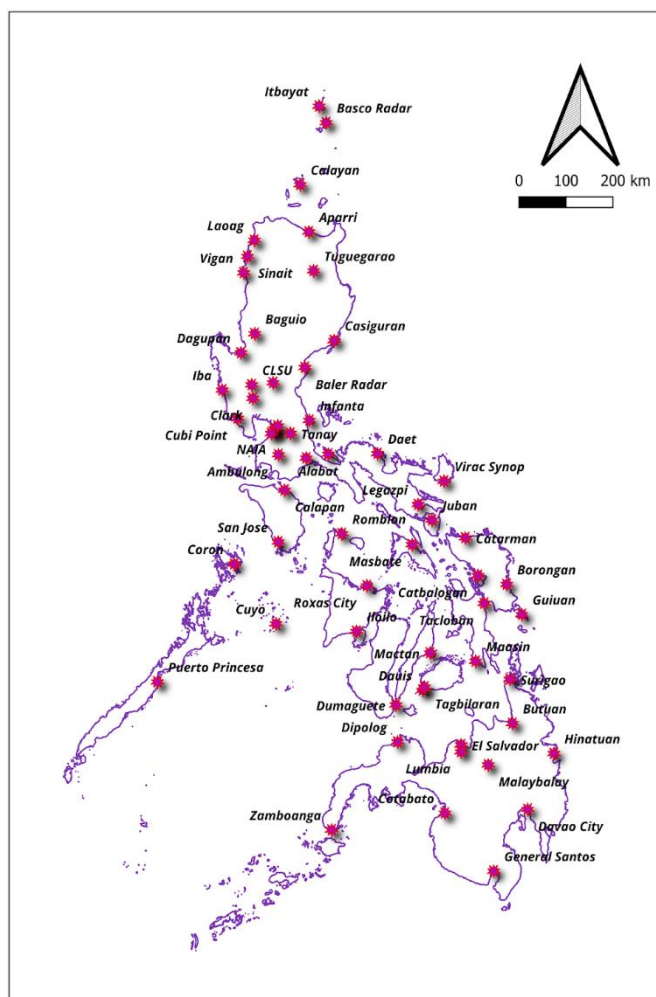 Itbayat
Basco Radar
Calayan
0 100 200 km
Aparri
Laoag
Vigan
Tuguegarao
Sinait
Baguio
Casiguran
Dagupan
CLSU
Iba
Baler Radar
Infanta
Clark
Cubi Point
Tanay
Daet
NAIA
Virac Synop
Ambulong
Alabat
Legazpi
Calapan
Juban
Romblon
San Jose
Catarman
Coron
Masbate
Borongan
Catbalogan
Roxas City
Guiuan
Cuyo
Iloilo
Tacloban
Mactan
Maasin
Puerto Princesa
Dauis
Surigao
Tagbilaran
Dumaguete
Butuan
Dipolog
El Salvador
Hinatuan
Lumbia
Malaybalay
Cotabato
Zamboanga
Davao City
General Santos